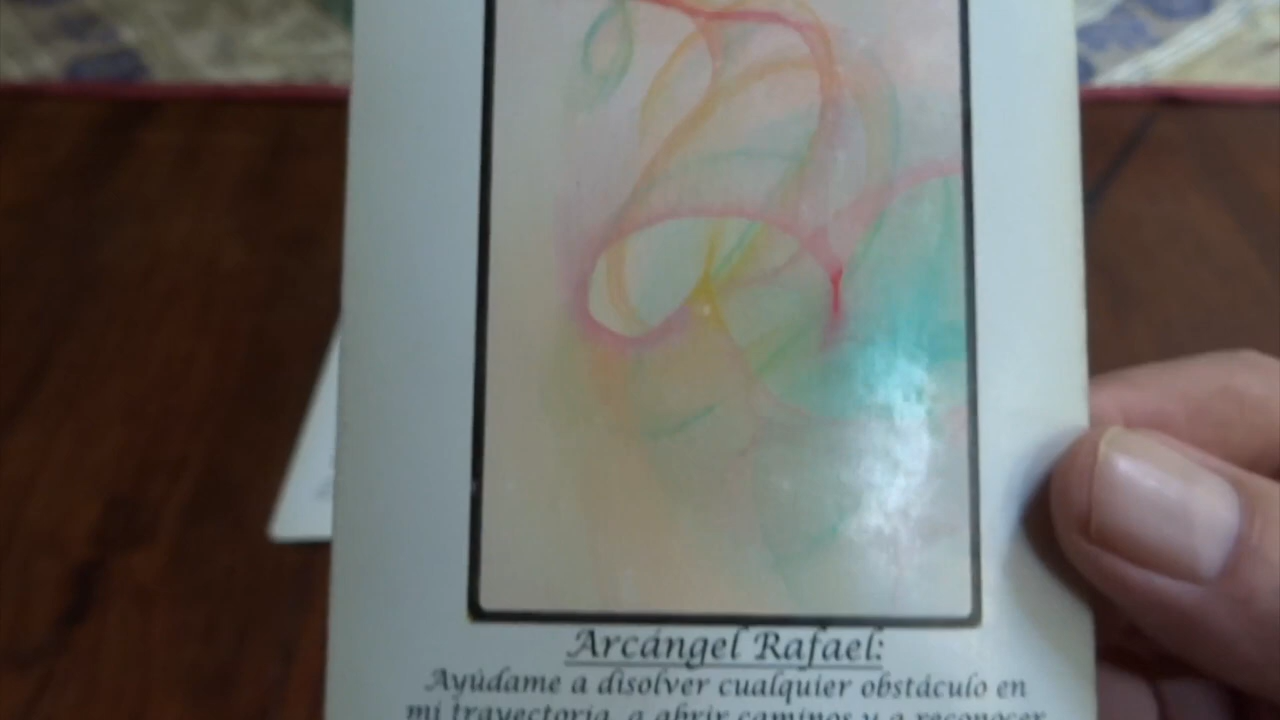 Arcángel Rafael:
Ayúdame a disolver cualquier obstáculo en
mi trayectoria, a abrir caminos y a reconocer